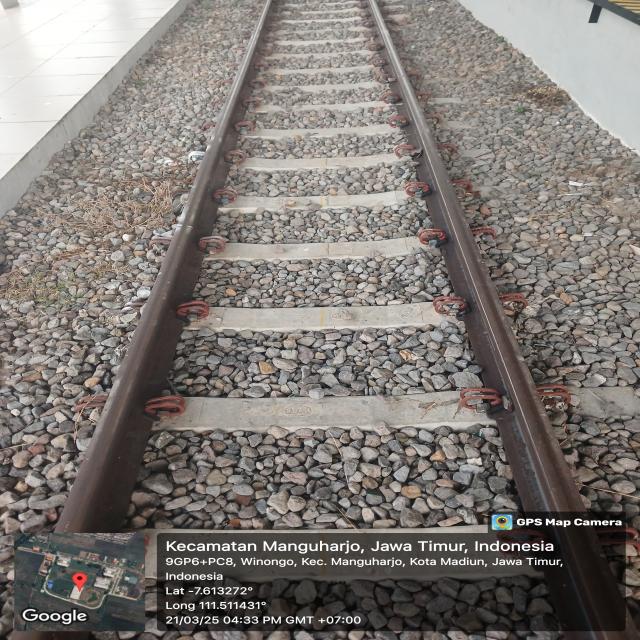 GPS Map Camera
Kecamatan Manguharjo, Jawa Timur, Indonesia
9GP6+PC8, Winongo, Kec. Manguharjo, Kota Madiun, Jawa Timur,
Indonesia
Lat -7.613272°
Long 111.511431°
21/03/25 04:33 PM GMT +07:00
Google